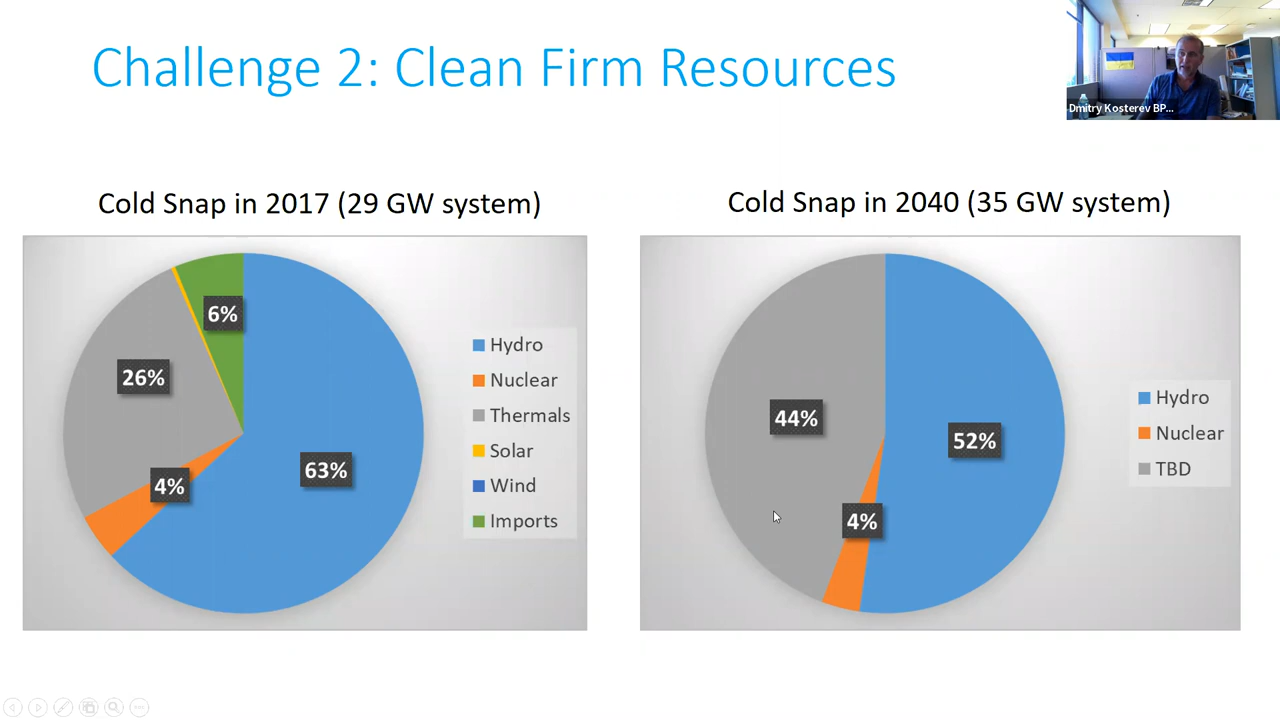 Challenge 2: Clean Firm Resources
Dmitry Kosterev BP...
Cold Snap in 2017 (29 GW system)
6%
26%
4%
63%
Hydro
Nuclear
Thermals
Solar
Wind
Imports
Cold Snap in 2040 (35 GW system)
44%
52%
4%
Hydro
Nuclear
TBD